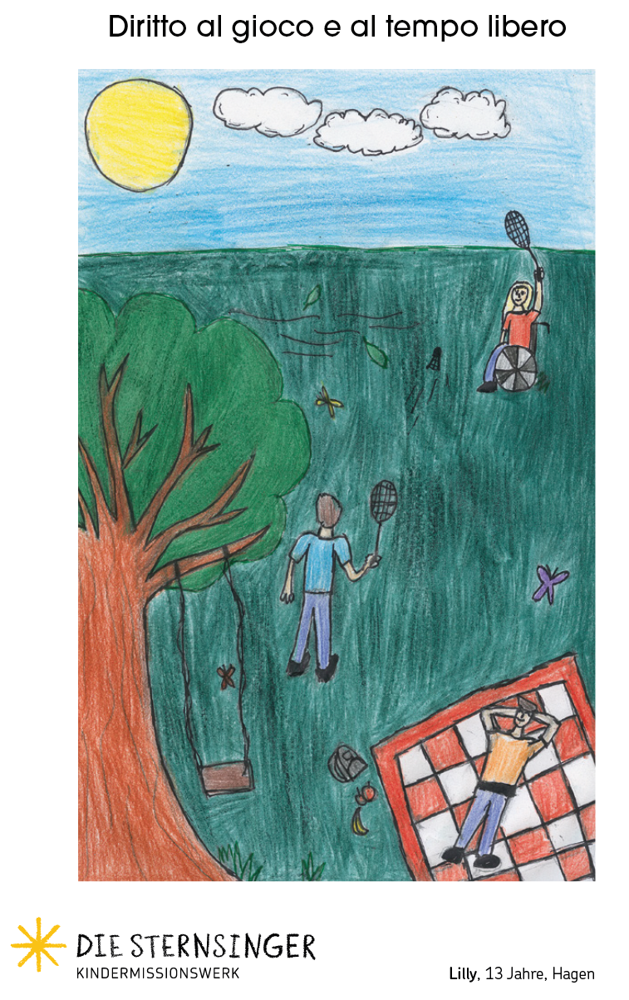 Diritto al gioco e al tempo libero
DIE STERNSINGER
KINDERMISSIONSWERK
Lilly, 13 Jahre, Hagen